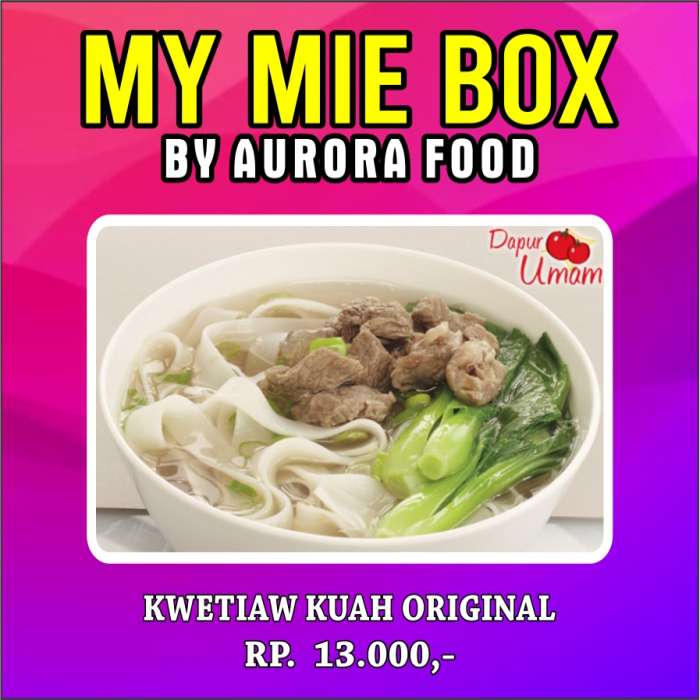 MY MIE BOX
BY AURORA FOOD
Dapur
Umam
KWETIAW KUAH ORIGINAL
RP. 13.000,-